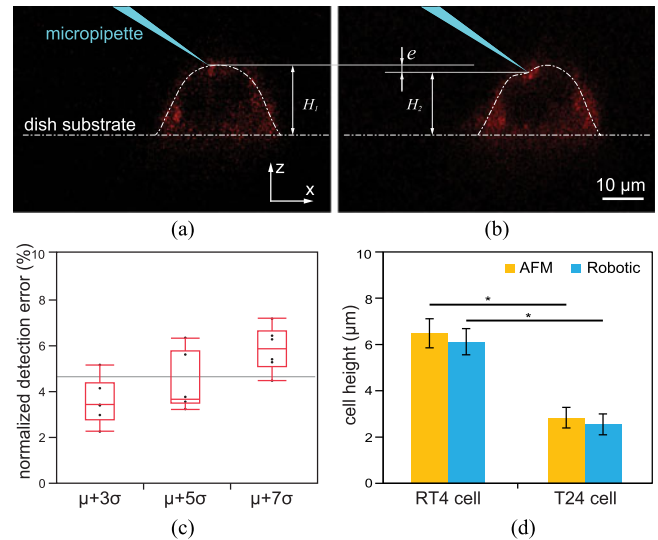 micropipette
dish substrate
H1
z
x
e
H2
10 μm
(a)
(b)
normalized detection error (%)
10
8
6
4
2
0
μ+3σ
μ+5σ
μ+7σ
(c)
cell height (μm)
10
8
6
4
2
0
AFM
Robotic
*
*
RT4 cell
T24 cell
(d)